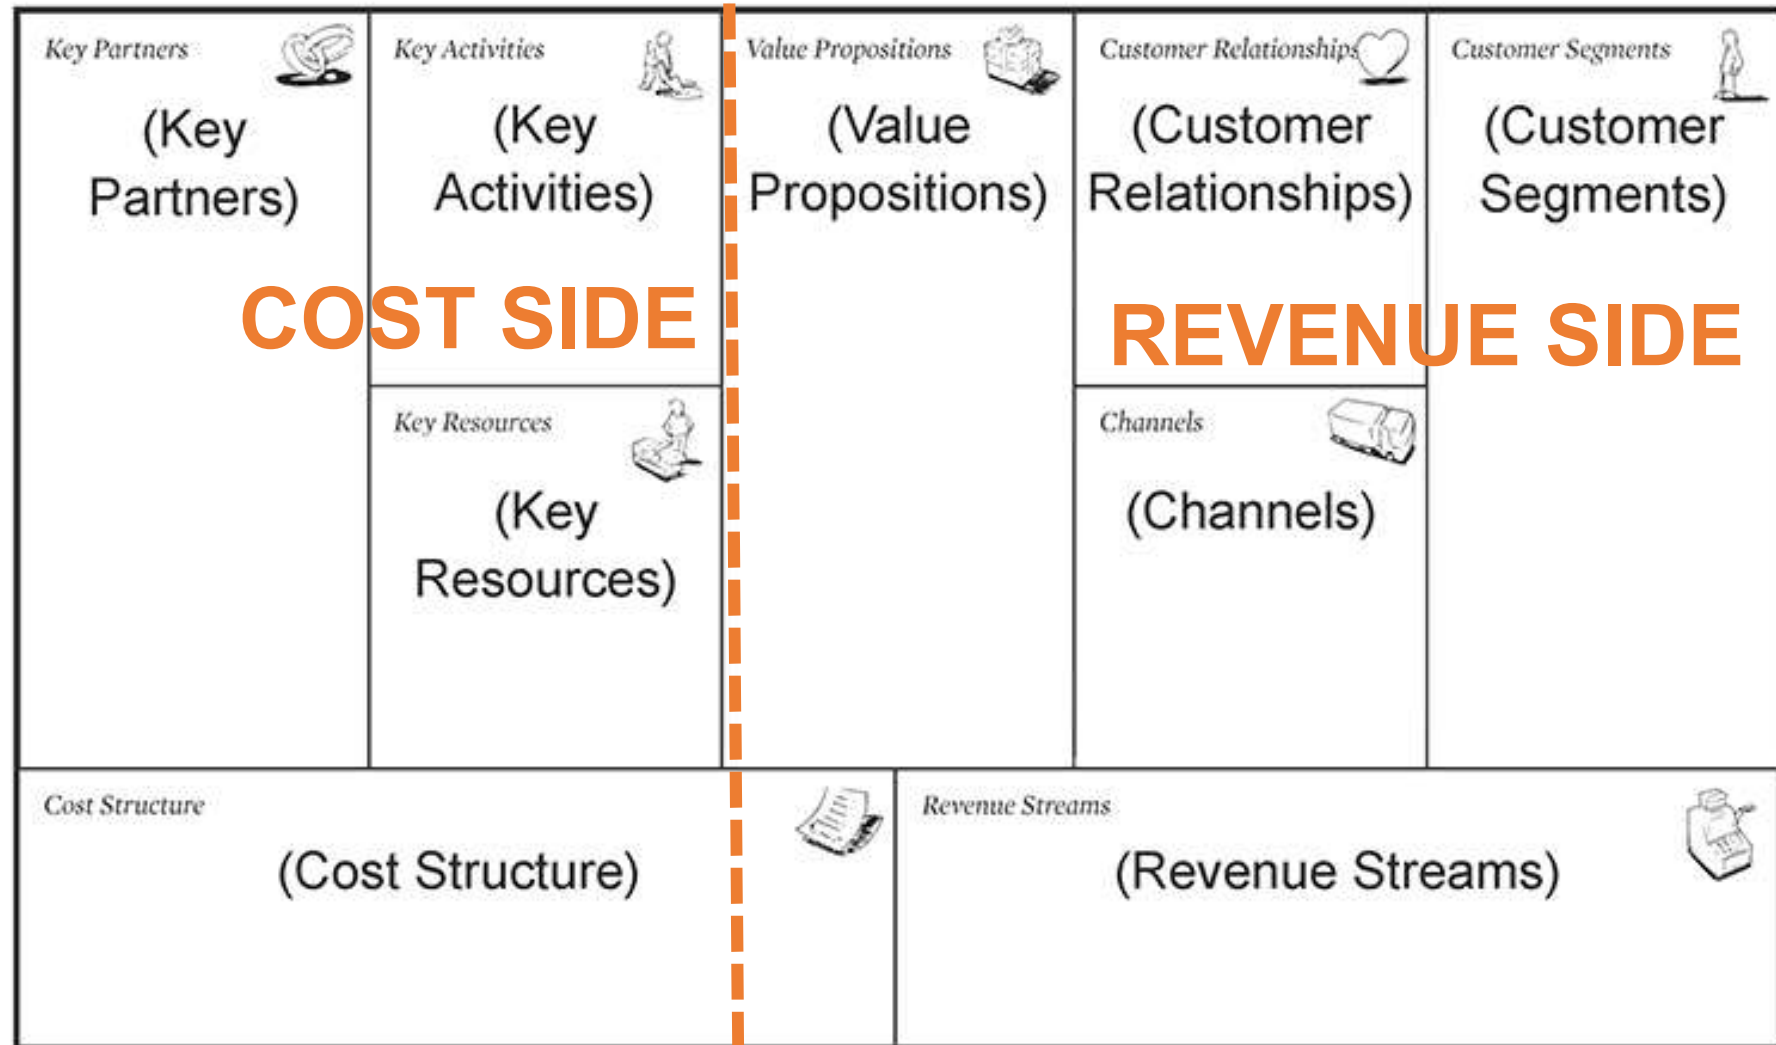 Key Partners
(Key
Partners)
Key Activities
(Key
Activities)
Value Propositions
(Value
Propositions)
Customer Relationships
(Customer
Relationships)
Customer Segments
(Customer
Segments)
COST SIDE
REVENUE SIDE
Key Resources
(Key
Resources)
Channels
(Channels)
Cost Structure
(Cost Structure)
Revenue Streams
(Revenue Streams)